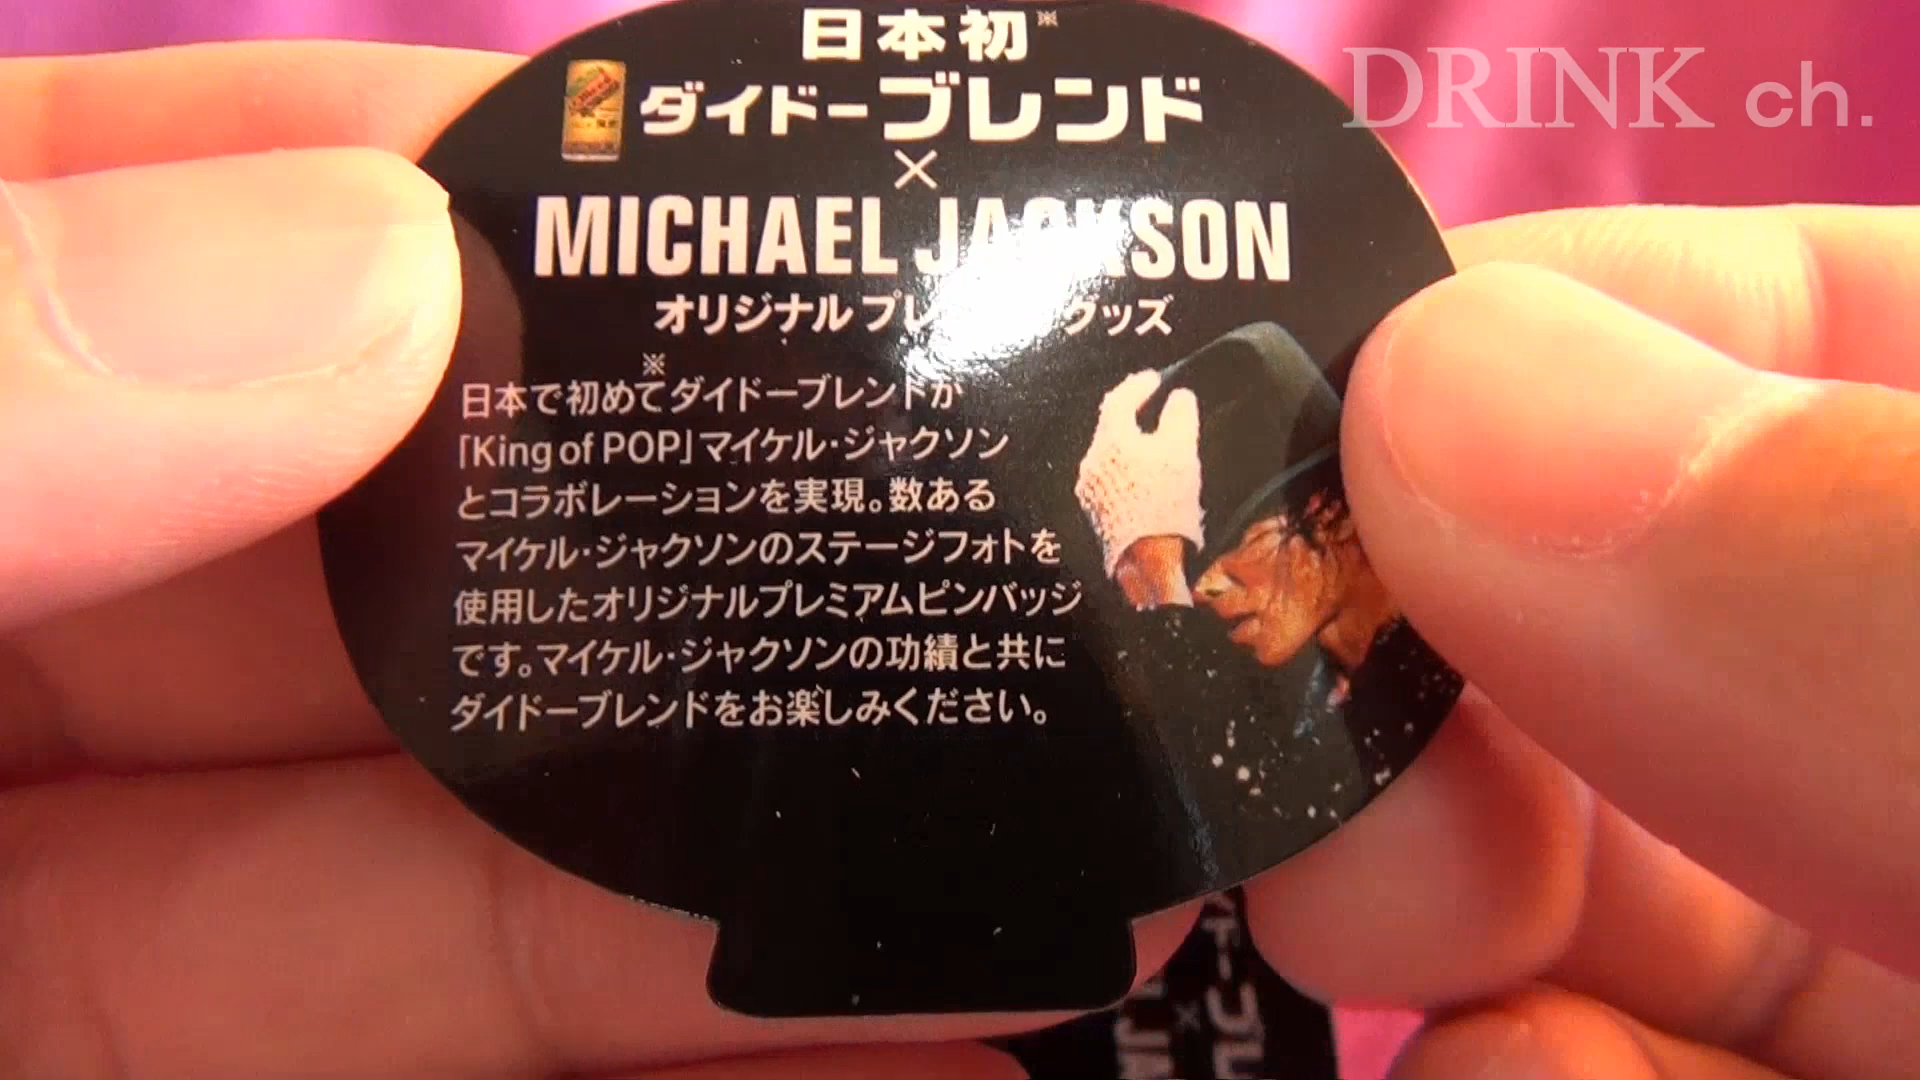 DRINK ch.
日本初※
ダイドーブレンド
×
MICHAEL JACKSON
オリジナル プレ グッズ
※
日本で初めてダイドーブレンドが
「King of POP」マイケル・ジャクソン
とコラボレーションを実現。数ある
マイケル・ジャクソンのステージフォトを
使用したオリジナルプレミアムピンバッジ
です。マイケル・ジャクソンの功績と共に
ダイドーブレンドをお楽しみください。